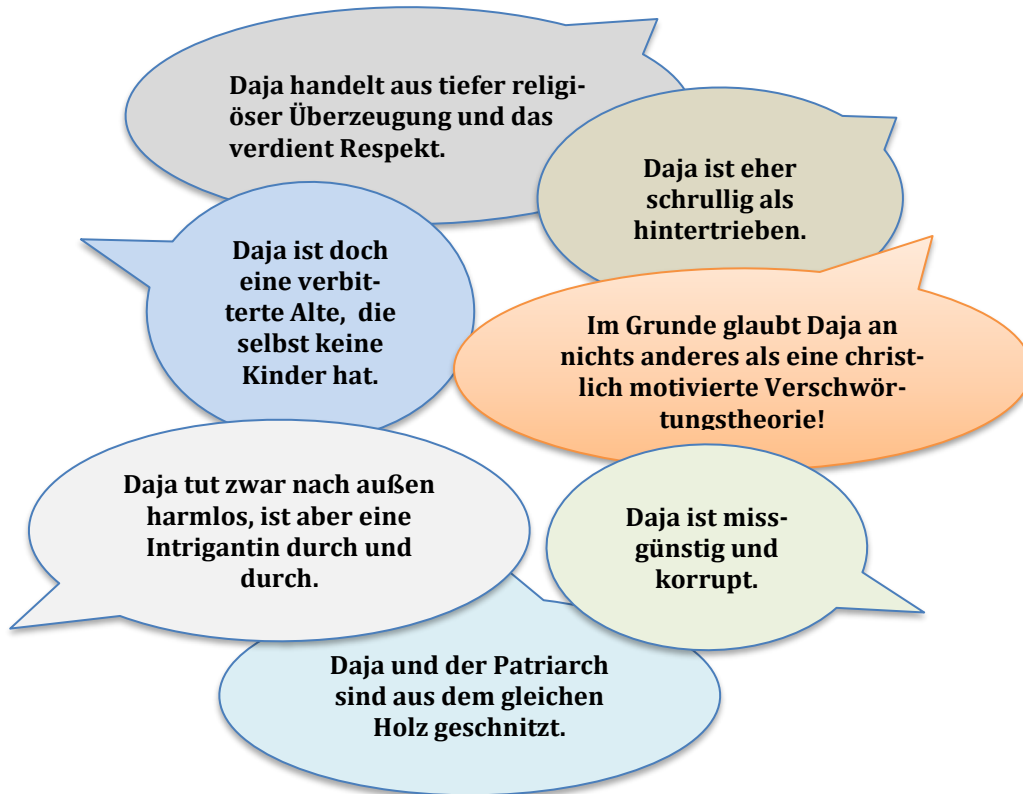 Daja handelt aus tiefer religi-
öser Überzeugung und das
verdient Respekt.
Daja ist eher
schrullig als
hintertrieben.
Daja ist doch
eine verbit-
terte Alte,  die
selbst keine
Kinder hat.
Im Grunde glaubt Daja an
nichts anderes als eine christ-
lich motivierte Verschwör-
tungstheorie!
Daja tut zwar nach außen
harmlos, ist aber eine
Intrigantin durch und
durch.
Daja ist miss-
günstig und
korrupt.
Daja und der Patriarch
sind aus dem gleichen
Holz geschnitzt.